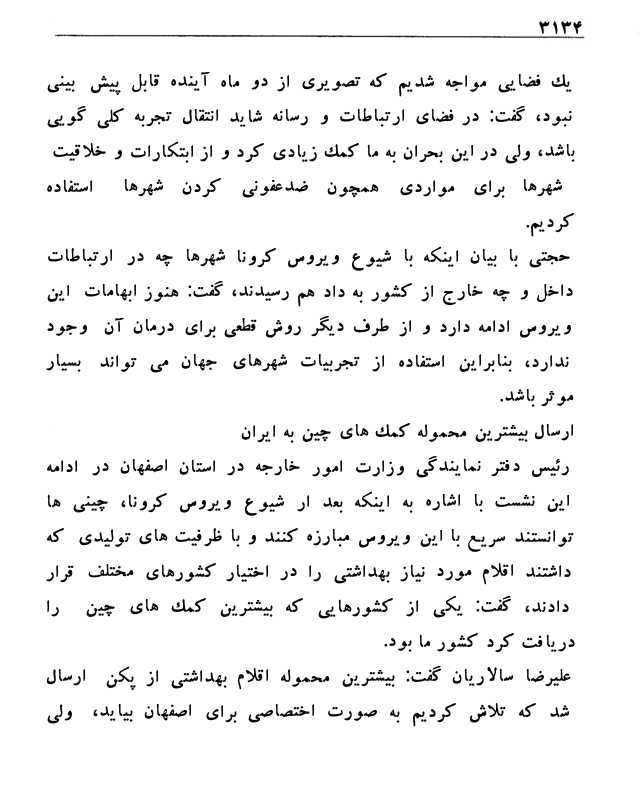 ۳۱۳۴
یك فضایی مواجه شدیم که تصویری از دو ماه آینده قابل پیش بینی
نبود، گفت: در فضای ارتباطات و رسانه شاید انتقال تجربه کلی گویی
باشد، ولی در این بحران به ما کمك زیادی کرد و از ابتکارات و خلاقیت
شهرها برای مواردی همچون ضدعفونی کردن شهرها استفاده
کردیم.
حجتی با بیان اینکه با شیوع ویروس کرونا شهرها چه در ارتباطات
داخل و چه خارج از کشور به داد هم رسیدند، گفت: هنوز ابهامات این
ویروس ادامه دارد و از طرف دیگر روش قطعی برای درمان آن وجود
ندارد، بنابراین استفاده از تجربیات شهرهای جهان می تواند بسیار
موثر باشد.
ارسال بیشترین محموله کمك های چین به ایران
رئیس دفتر نمایندگی وزارت امور خارجه در استان اصفهان در ادامه
این نشست با اشاره به اینکه بعد ار شیوع ویروس کرونا، چینی ها
توانستند سریع با این ویروس مبارزه کنند و با ظرفیت های تولیدی که
داشتند اقلام مورد نیاز بهداشتی را در اختیار کشورهای مختلف قرار
دادند، گفت: یکی از کشورهایی که بیشترین کمك های چین را
دریافت کرد کشور ما بود.
علیرضا سالاریان گفت: بیشترین محموله اقلام بهداشتی از پکن ارسال
شد که تلاش کردیم به صورت اختصاصی برای اصفهان بیاید، ولی